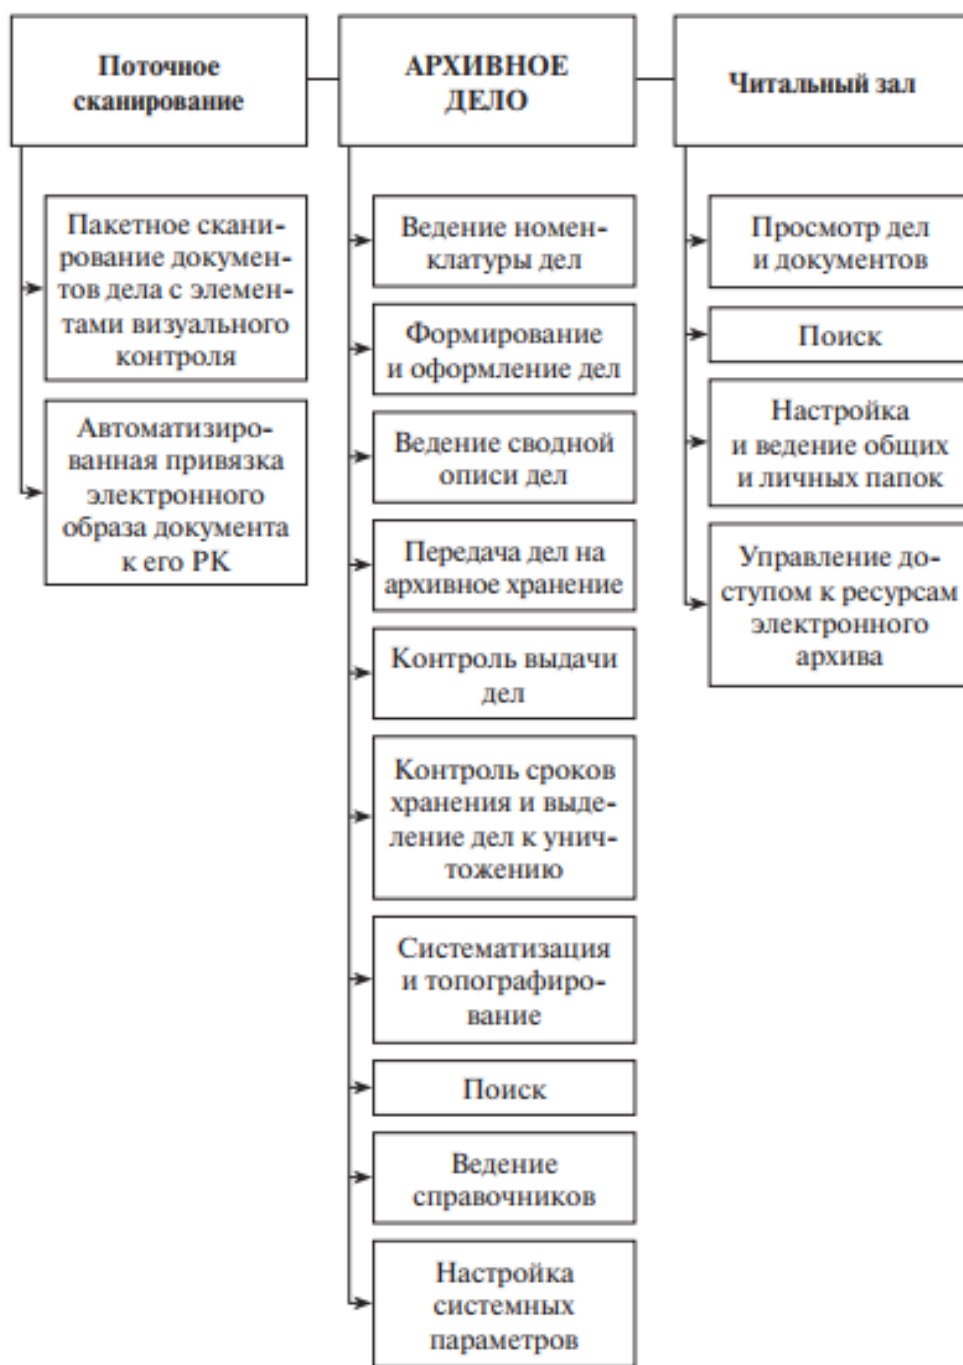 Поточное
сканирование
Пакетное скани-
рование докумен-
тов дела с элемен-
тами визуального
контроля
Автоматизиро-
ванная привязка
электронного
образа документа
к его РК
АРХИВНОЕ
ДЕЛО
Ведение номен-
клатуры дел
Формирование
и оформление дел
Ведение сводной
описи дел
Передача дел на
архивное хранение
Контроль выдачи
дел
Контроль сроков
хранения и выде-
ление дел к унич-
тожению
Систематизация
и топографиро-
вание
Поиск
Ведение
справочников
Настройка
системных
параметров
Читальный зал
Просмотр дел
и документов
Поиск
Настройка
и ведение общих
и личных папок
Управление до-
ступом к ресурсам
электронного
архива